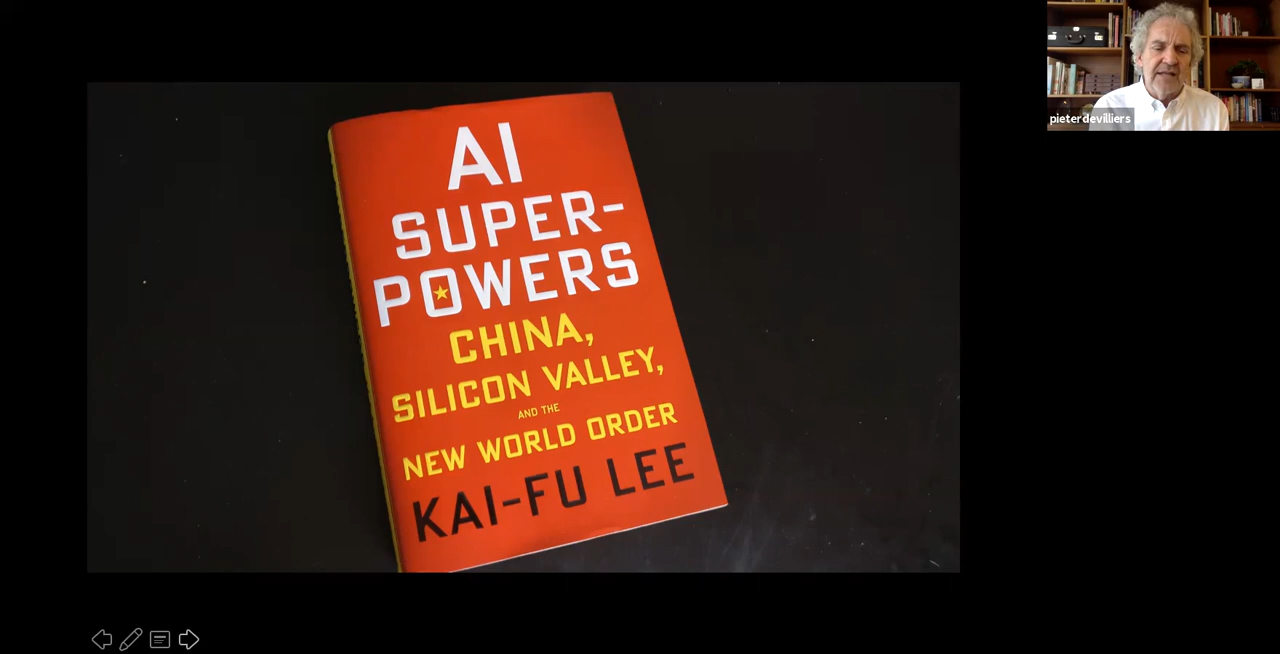 AI
SUPER-
POWERS
CHINA,
SILICON VALLEY,
AND THE
NEW WORLD ORDER
KAI-FU LEE
pieterdevilliers